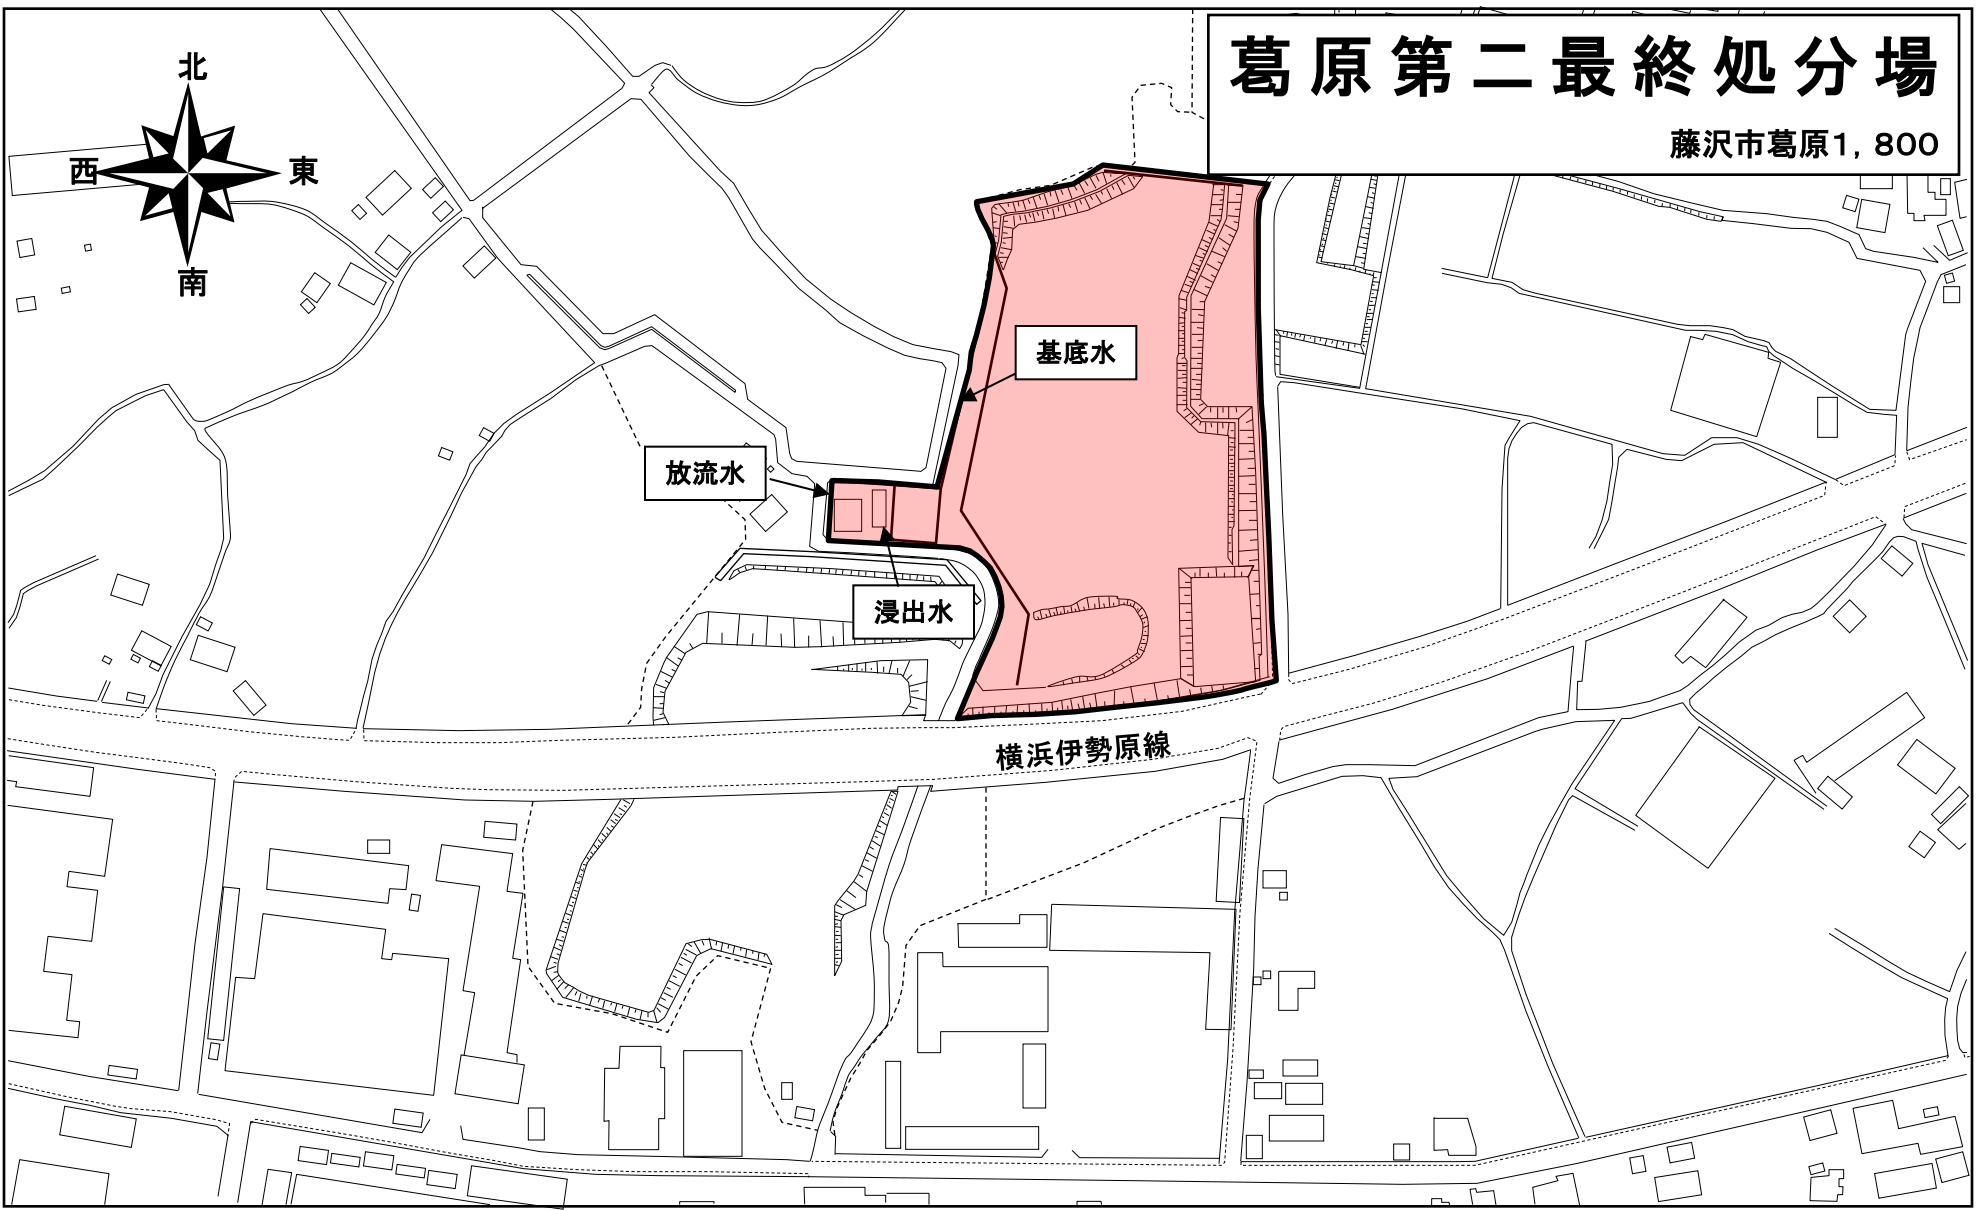 葛原第二最終処分場
藤沢市葛原1,800
北
西
東
南
基底水
放流水
浸出水
横浜伊勢原線